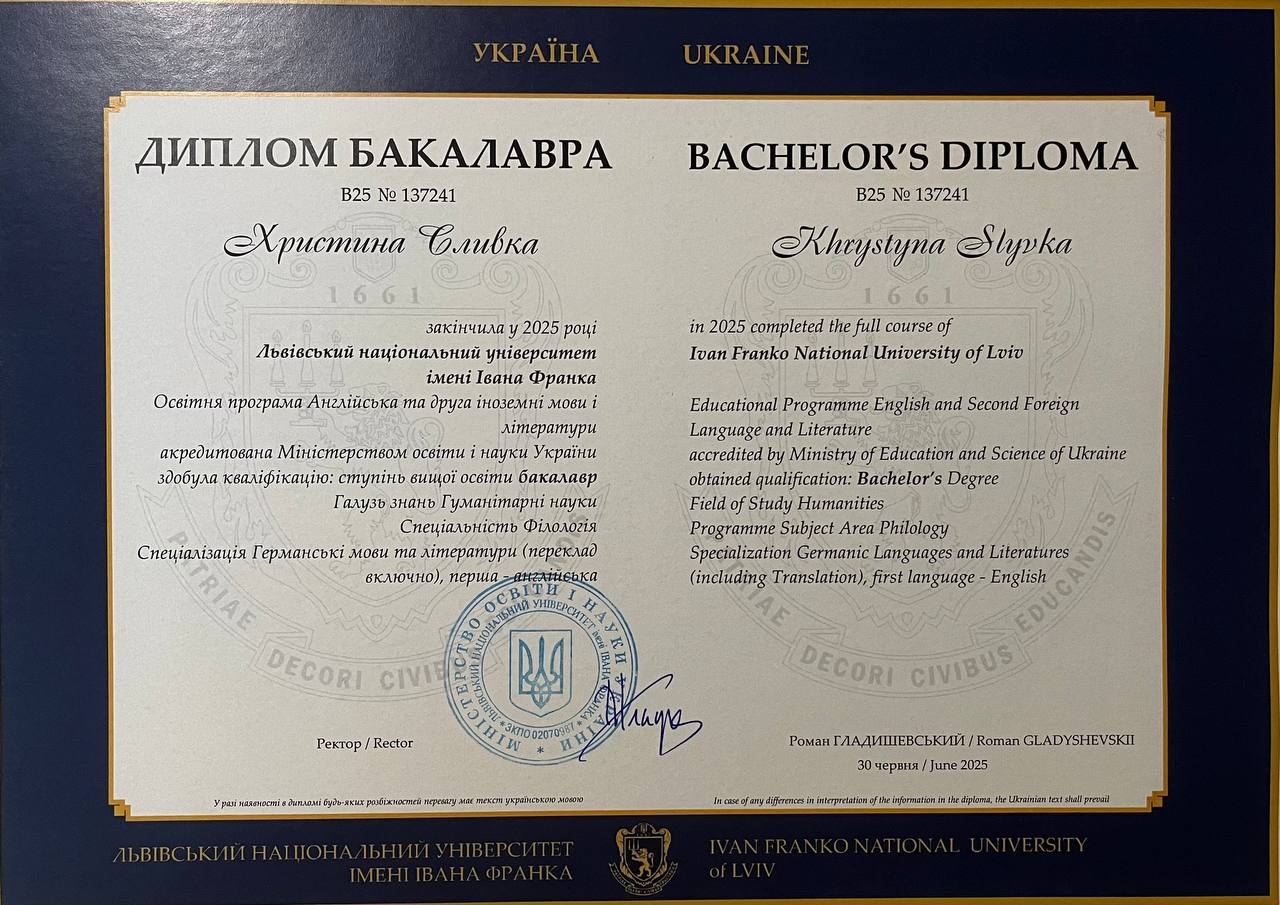 УКРАЇНА
UKRAINE
ДИПЛОМ БАКАЛАВРА
В25 № 137241
Христина Сливка
1661
закінчила у 2025 році
Львівський національний університет
імені Івана Франка
Освітня програма Англійська та друга іноземні мови і
літератури
акредитована Міністерством освіти і науки України
здобула кваліфікацію: ступінь вищої освіти бакалавр
Галузь знань Гуманітарні науки
Спеціальність Філологія
Спеціалізація Германські мови та літератури (переклад
включно), перша - англійська
PATRIAE DECORI CIVIBUS
МІНІСТЕРСТВО ОСВІТИ І НАУКИ УКРАЇНИ
ЛЬВІВСЬКИЙ НАЦІОНАЛЬНИЙ УНІВЕРСИТЕТ імені ІВАНА ФРАНКА
ЗКПО 02070987
Ректор / Rector
У разі наявності в дипломі будь-яких розбіжностей перевагу має текст українською мовою
BACHELOR'S DIPLOMA
B25 № 137241
Khrystyna Slyvka
1661
in 2025 completed the full course of
Ivan Franko National University of Lviv
Educational Programme English and Second Foreign
Language and Literature
accredited by Ministry of Education and Science of Ukraine
obtained qualification: Bachelor's Degree
Field of Study Humanities
Programme Subject Area Philology
Specialization Germanic Languages and Literatures
(including Translation), first language - English
PATRIAE DECORI CIVIBUS EDUCANDIS
Роман ГЛАДИШЕВСЬКИЙ / Roman GLADYSHEVSKII
30 червня / June 2025
In case of any differences in interpretation of the information in the diploma, the Ukrainian text shall prevail
ЛЬВІВСЬКИЙ НАЦІОНАЛЬНИЙ УНІВЕРСИТЕТ
ІМЕНІ ІВАНА ФРАНКА
IVAN FRANKO NATIONAL UNIVERSITY
of LVIV